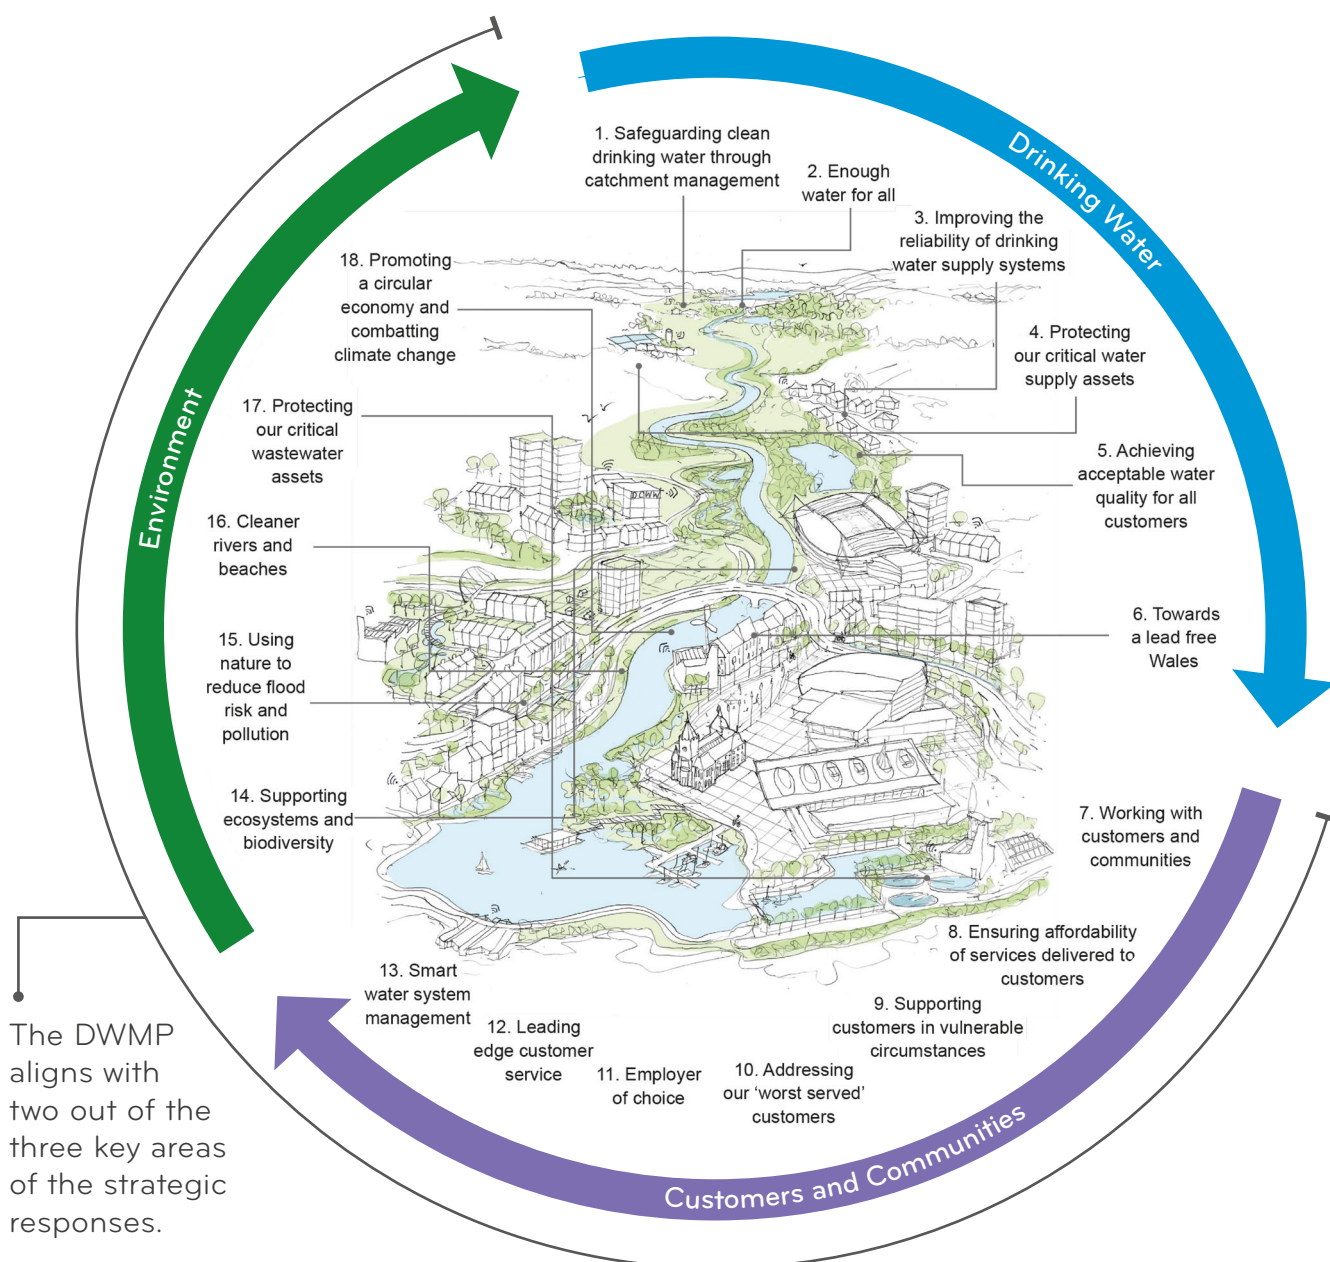 Drinking Water
1. Safeguarding clean
drinking water through
catchment management
2. Enough
water for all
3. Improving the
reliability of drinking
water supply systems
4. Protecting
our critical water
supply assets
5. Achieving
acceptable water
quality for all
customers
6. Towards
a lead free
Wales
7. Working with
customers and
communities
8. Ensuring affordability
of services delivered to
customers
9. Supporting
customers in vulnerable
circumstances
10. Addressing
our ‘worst served’
customers
11. Employer
of choice
12. Leading
edge customer
service
13. Smart
water system
management
Customers and Communities
14. Supporting
ecosystems and
biodiversity
15. Using
nature to
reduce flood
risk and
pollution
16. Cleaner
rivers and
beaches
17. Protecting
our critical
wastewater
assets
18. Promoting
a circular
economy and
combatting
climate change
Environment
DCWW
The DWMP
aligns with
two out of the
three key areas
of the strategic
responses.